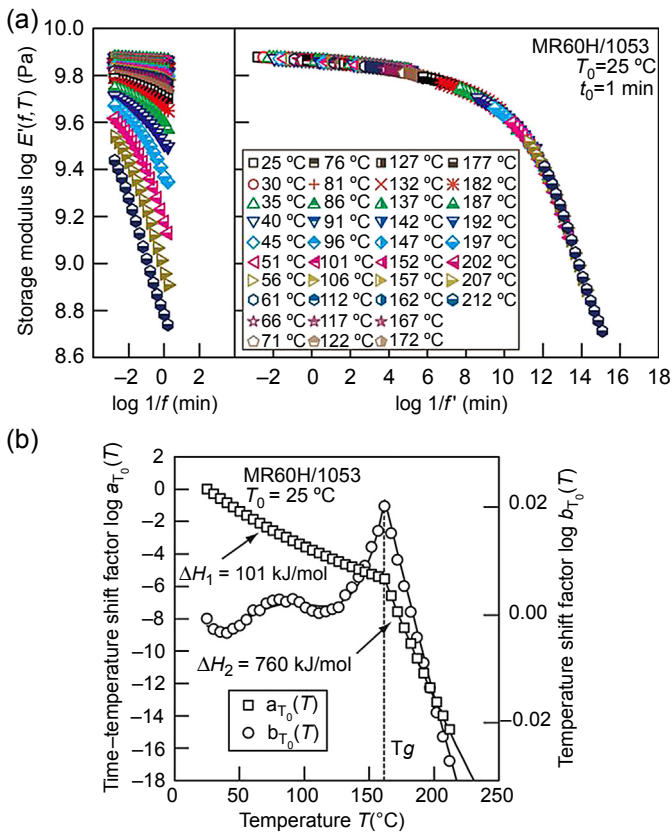 (a)
Storage modulus log E'(f,T) (Pa)
10.0
9.8
9.6
9.4
9.2
9.0
8.8
8.6
−2 0 2 4
log 1/f (min)
MR60H/1053
T0=25 ºC
t0=1 min
25 ºC 76 ºC 127 ºC 177 ºC
30 ºC 81 ºC 132 ºC 182 ºC
35 ºC 86 ºC 137 ºC 187 ºC
40 ºC 91 ºC 142 ºC 192 ºC
45 ºC 96 ºC 147 ºC 197 ºC
51 ºC 101 ºC 152 ºC 202 ºC
56 ºC 106 ºC 157 ºC 207 ºC
61 ºC 112 ºC 162 ºC 212 ºC
66 ºC 117 ºC 167 ºC
71 ºC 122 ºC 172 ºC
−2 0 2 4 6 8 10 12 14 16 18
log 1/f' (min)
(b)
Time–temperature shift factor log aT0(T)
2
0
−2
−4
−6
−8
−10
−12
−14
−16
−18
MR60H/1053
T0 = 25 ºC
ΔH1 = 101 kJ/mol
ΔH2 = 760 kJ/mol
aT0(T)
bT0(T)
Tg
0.02
0.00
−0.02
Temperature shift factor log bT0(T)
0 50 100 150 200 250
Temperature T(°C)